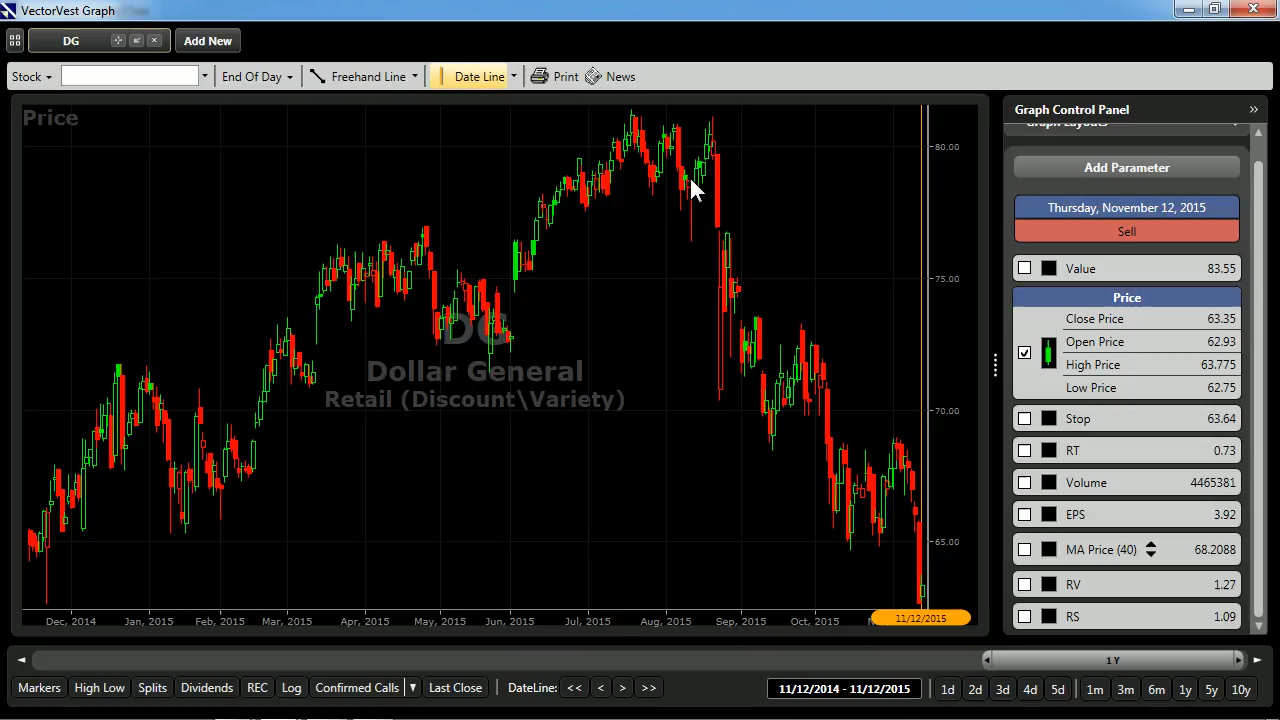 VectorVest Graph
DG
Add New
Stock
End Of Day
Freehand Line
Date Line
Print
News
Price
80.00
75.00
70.00
65.00
DG
Dollar General
Retail (Discount\Variety)
Dec, 2014
Jan, 2015
Mar, 2015
Apr, 2015
May, 2015
Jun, 2015
Jul, 2015
Aug, 2015
Sep, 2015
Oct, 2015
11/12/2015
Graph Control Panel
Graph Layouts
Add Parameter
Thursday, November 12, 2015
Sell
Value 83.55
Price
Close Price 63.35
Open Price 62.93
High Price 63.775
Low Price 62.75
Stop 63.64
RT 0.73
Volume 4465381
EPS 3.92
MA Price (40) 68.2088
RV 1.27
RS 1.09
1 Y
Markers
High Low
Splits
Dividends
REC
Log
Confirmed Calls
Last Close
DateLine:
<<
<
>
>>
11/12/2014 - 11/12/2015
1d
2d
3d
4d
5d
1m
3m
6m
1y
5y
10y